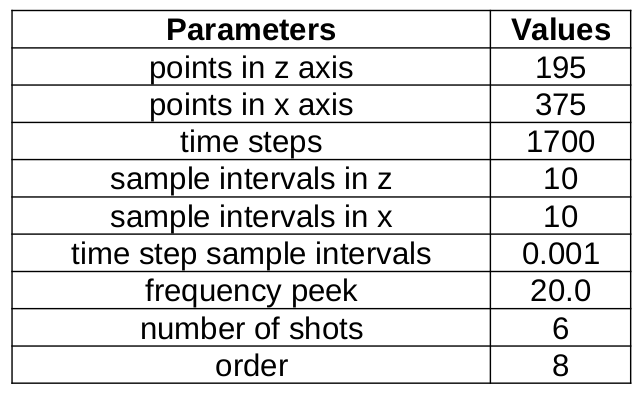 Parameters Values
points in z axis 195
points in x axis 375
time steps 1700
sample intervals in z 10
sample intervals in x 10
time step sample intervals 0.001
frequency peek 20.0
number of shots 6
order 8